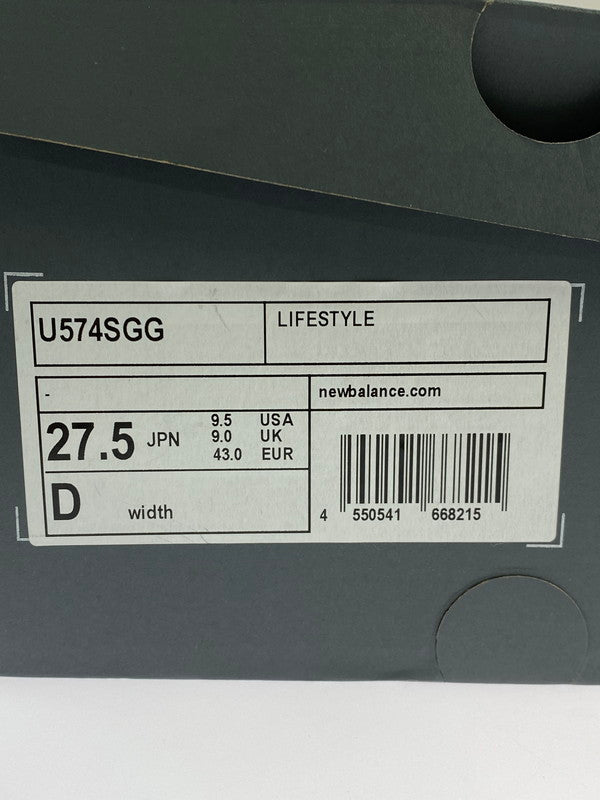 U574SGG
LIFESTYLE
-
newbalance.com
27.5 JPN
9.5 USA
9.0 UK
43.0 EUR
D width
4 550541 668215